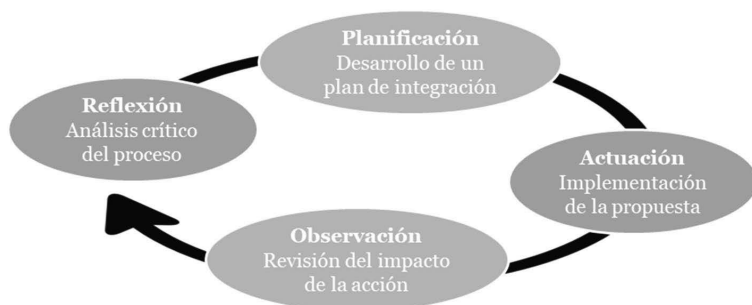 Planificación
Desarrollo de un
plan de integración
Reflexión
Análisis crítico
del proceso
Actuación
Implementación
de la propuesta
Observación
Revisión del impacto
de la acción